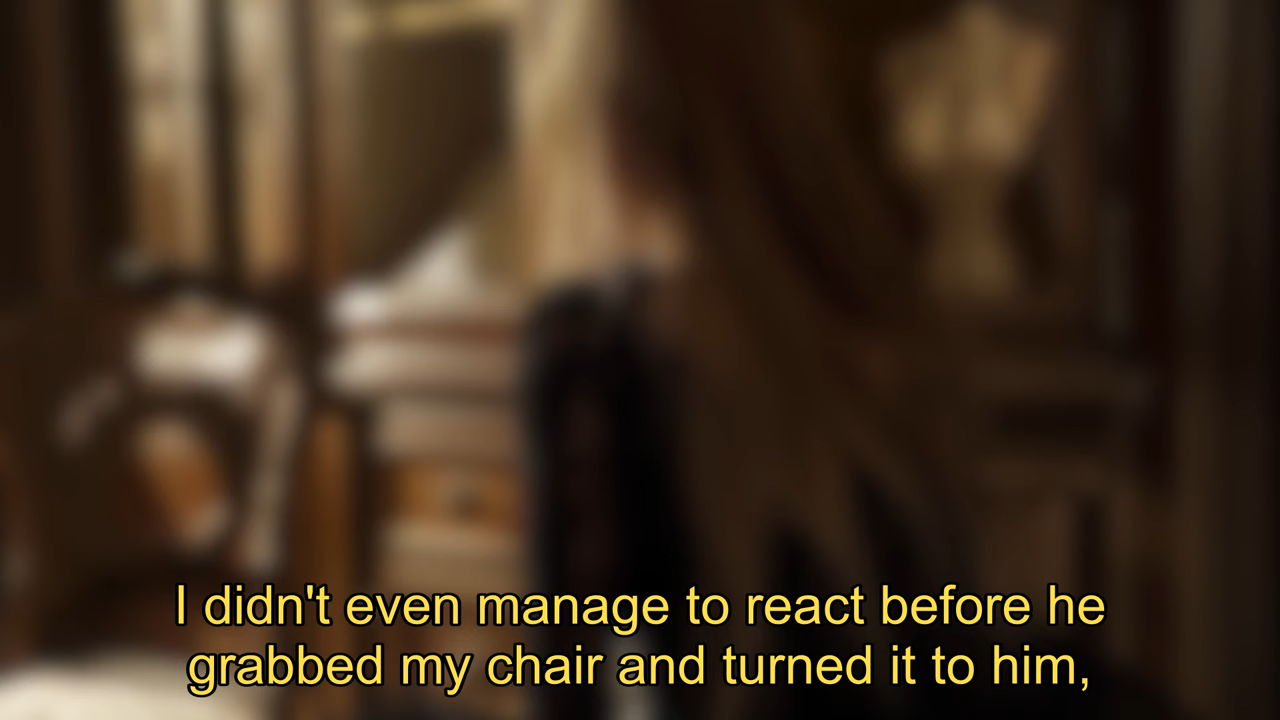 I didn't even manage to react before he
grabbed my chair and turned it to him,